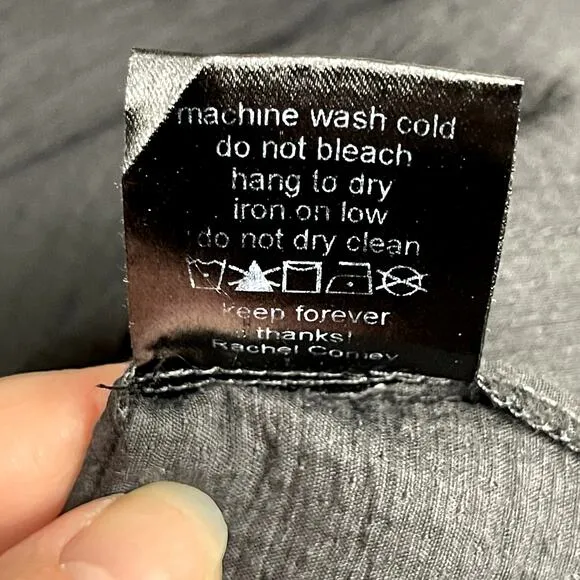 machine wash cold
do not bleach
hang to dry
iron on low
do not dry clean
keep forever
thanks!
Rachel Comey